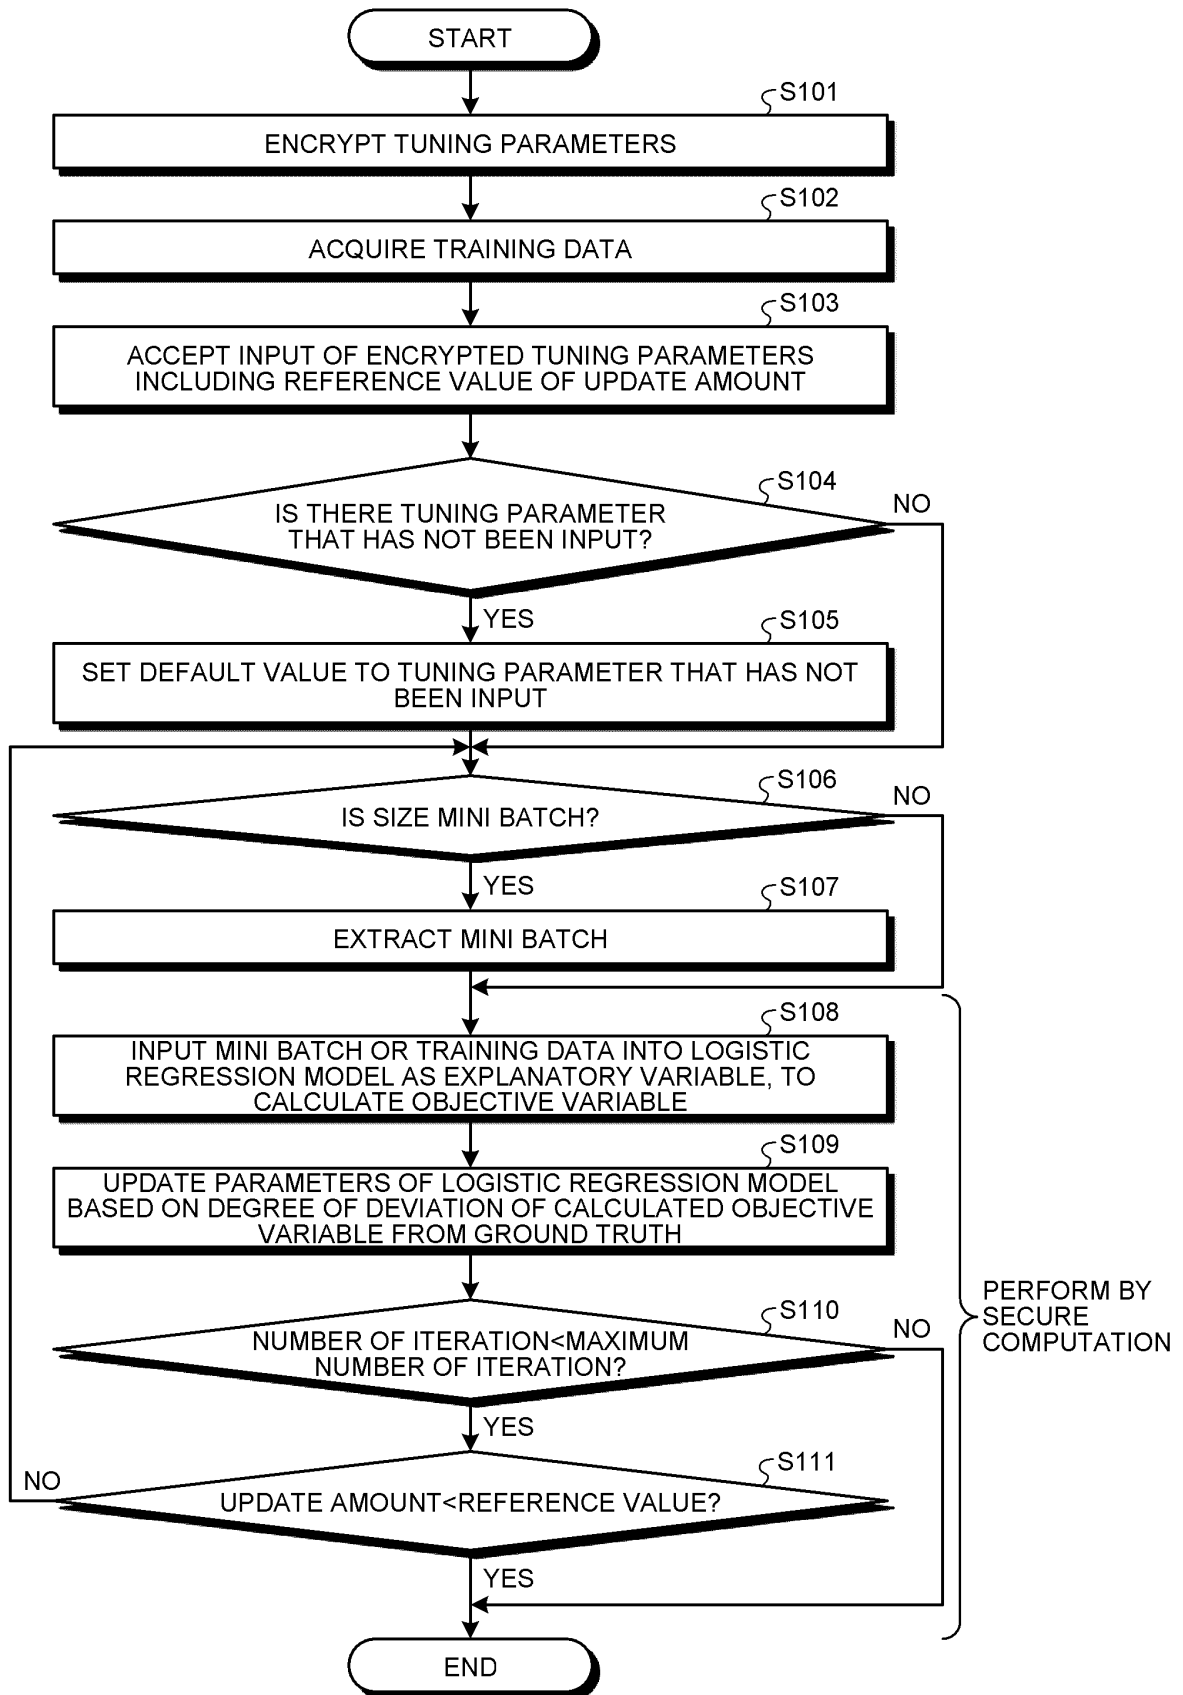 START
S101
ENCRYPT TUNING PARAMETERS
S102
ACQUIRE TRAINING DATA
S103
ACCEPT INPUT OF ENCRYPTED TUNING PARAMETERS
INCLUDING REFERENCE VALUE OF UPDATE AMOUNT
S104
NO
IS THERE TUNING PARAMETER
THAT HAS NOT BEEN INPUT?
YES
S105
SET DEFAULT VALUE TO TUNING PARAMETER THAT HAS NOT
BEEN INPUT
S106
NO
IS SIZE MINI BATCH?
YES
S107
EXTRACT MINI BATCH
S108
INPUT MINI BATCH OR TRAINING DATA INTO LOGISTIC
REGRESSION MODEL AS EXPLANATORY VARIABLE, TO
CALCULATE OBJECTIVE VARIABLE
S109
UPDATE PARAMETERS OF LOGISTIC REGRESSION MODEL
BASED ON DEGREE OF DEVIATION OF CALCULATED OBJECTIVE
VARIABLE FROM GROUND TRUTH
PERFORM BY
SECURE
COMPUTATION
S110
NO
NUMBER OF ITERATION<MAXIMUM
NUMBER OF ITERATION?
YES
S111
NO
UPDATE AMOUNT<REFERENCE VALUE?
YES
END